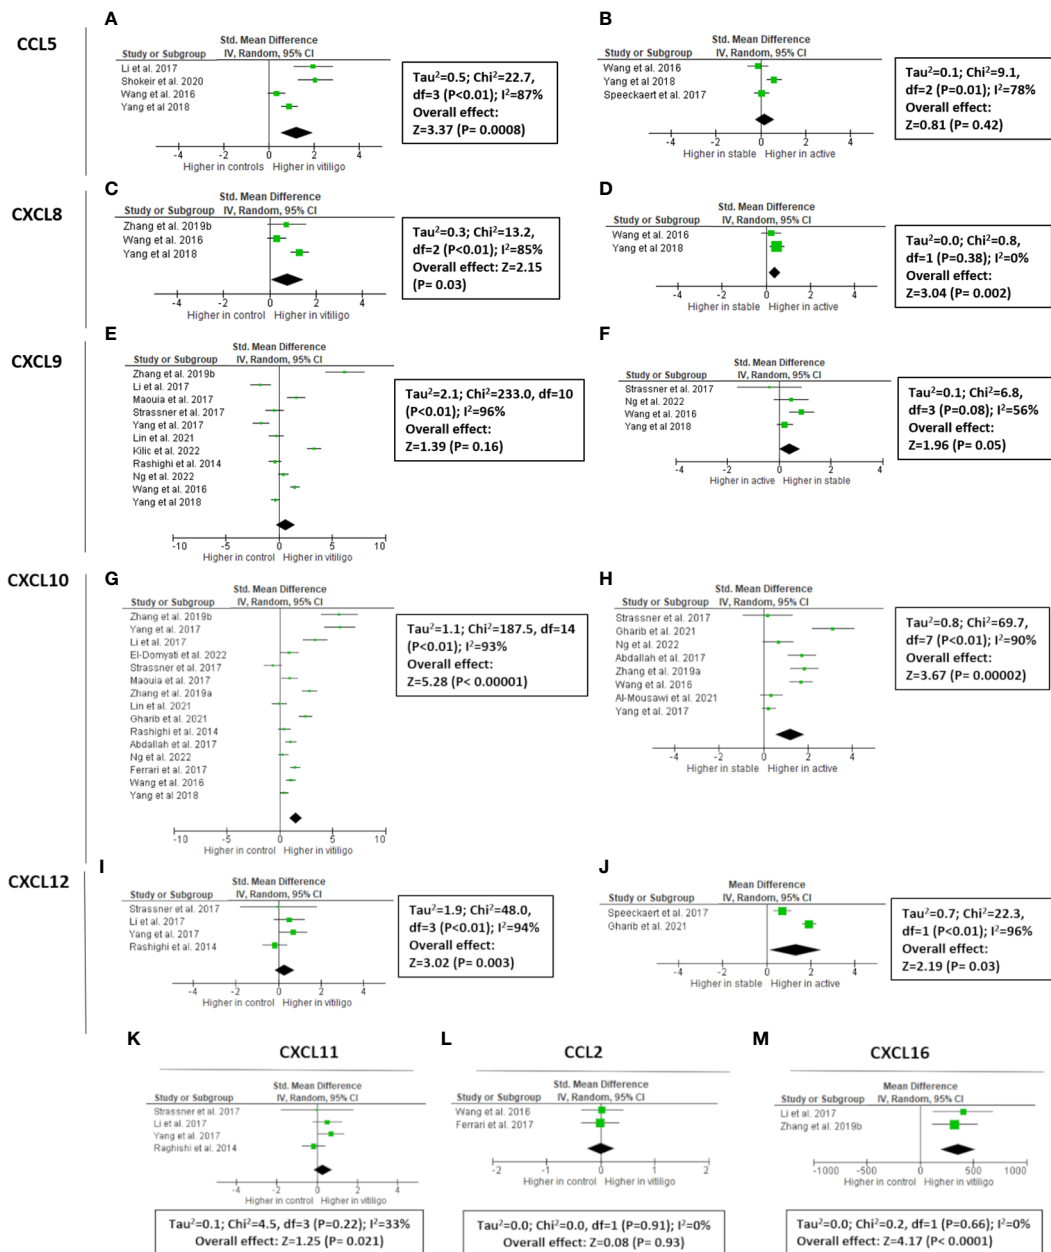 CCL5
A
Std. Mean Difference
Study or Subgroup IV, Random, 95% CI
Li et al. 2017
Shokeir et al. 2020
Wang et al. 2016
Yang et al 2018
-4 -2 0 2 4
Higher in controls Higher in vitiligo
Tau²=0.5; Chi²=22.7,
df=3 (P<0.01); I²=87%
Overall effect:
Z=3.37 (P= 0.0008)
B
Std. Mean Difference
Study or Subgroup IV, Random, 95% CI
Wang et al. 2016
Yang et al 2018
Speeckaert et al. 2017
-4 -2 0 2 4
Higher in stable Higher in active
Tau²=0.1; Chi²=9.1,
df=2 (P=0.01); I²=78%
Overall effect:
Z=0.81 (P= 0.42)
CXCL8
C
Std. Mean Difference
Study or Subgroup IV, Random, 95% CI
Zhang et al. 2019b
Wang et al. 2016
Yang et al 2018
-4 -2 0 2 4
Higher in control Higher in vitiligo
Tau²=0.3; Chi²=13.2,
df=2 (P<0.01); I²=85%
Overall effect: Z=2.15
(P= 0.03)
D
Std. Mean Difference
Study or Subgroup IV, Random, 95% CI
Wang et al. 2016
Yang et al 2018
-4 -2 0 2 4
Higher in stable Higher in active
Tau²=0.0; Chi²=0.8,
df=1 (P=0.38); I²=0%
Overall effect:
Z=3.04 (P= 0.002)
CXCL9
E
Std. Mean Difference
Study or Subgroup IV, Random, 95% CI
Zhang et al. 2019b
Li et al. 2017
Maouia et al. 2017
Strassner et al. 2017
Yang et al. 2017
Lin et al. 2021
Kilic et al. 2022
Rashighi et al. 2014
Ng et al. 2022
Wang et al. 2016
Yang et al 2018
-10 -5 0 5 10
Higher in control Higher in vitiligo
Tau²=2.1; Chi²=233.0, df=10
(P<0.01); I²=96%
Overall effect:
Z=1.39 (P= 0.16)
F
Std. Mean Difference
Study or Subgroup IV, Random, 95% CI
Strassner et al. 2017
Ng et al. 2022
Wang et al. 2016
Yang et al. 2018
-4 -2 0 2 4
Higher in active Higher in stable
Tau²=0.1; Chi²=6.8,
df=3 (P=0.08); I²=56%
Overall effect:
Z=1.96 (P= 0.05)
CXCL10
G
Std. Mean Difference
Study or Subgroup IV, Random, 95% CI
Zhang et al. 2019b
Yang et al. 2017
Li et al. 2017
El-Domyati et al. 2022
Strassner et al. 2017
Maouia et al. 2017
Zhang et al. 2019a
Lin et al. 2021
Gharib et al. 2021
Rashighi et al. 2014
Abdallah et al. 2017
Ng et al. 2022
Ferrari et al. 2017
Wang et al. 2016
Yang et al. 2018
-10 -5 0 5 10
Higher in control Higher in vitiligo
Tau²=1.1; Chi²=187.5, df=14
(P<0.01); I²=93%
Overall effect:
Z=5.28 (P< 0.00001)
H
Std. Mean Difference
Study or Subgroup IV, Random, 95% CI
Strassner et al. 2017
Gharib et al. 2021
Ng et al. 2022
Abdallah et al. 2017
Zhang et al. 2019a
Wang et al. 2016
Al-Mousawi et al. 2021
Yang et al. 2017
-4 -2 0 2 4
Higher in stable Higher in active
Tau²=0.8; Chi²=69.7,
df=7 (P<0.01); I²=90%
Overall effect:
Z=3.67 (P= 0.00002)
CXCL12
I
Std. Mean Difference
Study or Subgroup IV, Random, 95% CI
Strassner et al. 2017
Li et al. 2017
Yang et al. 2017
Rashighi et al. 2014
-4 -2 0 2 4
Higher in control Higher in vitiligo
Tau²=1.9; Chi²=48.0,
df=3 (P<0.01); I²=94%
Overall effect:
Z=3.02 (P= 0.003)
J
Mean Difference
Study or Subgroup IV, Random, 95% CI
Speeckaert et al. 2017
Gharib et al. 2021
-4 -2 0 2 4
Higher in stable Higher in active
Tau²=0.7; Chi²=22.3,
df=1 (P<0.01); I²=96%
Overall effect:
Z=2.19 (P= 0.03)
K
CXCL11
Std. Mean Difference
Study or Subgroup IV, Random, 95% CI
Strassner et al. 2017
Li et al. 2017
Yang et al. 2017
Raghishi et al. 2014
-4 -2 0 2 4
Higher in control Higher in vitiligo
Tau²=0.1; Chi²=4.5, df=3 (P=0.22); I²=33%
Overall effect: Z=1.25 (P= 0.021)
L
CCL2
Std. Mean Difference
Study or Subgroup IV, Random, 95% CI
Wang et al. 2016
Ferrari et al. 2017
-2 -1 0 1 2
Higher in control Higher in vitiligo
Tau²=0.0; Chi²=0.0, df=1 (P=0.91); I²=0%
Overall effect: Z=0.08 (P= 0.93)
M
CXCL16
Mean Difference
Study or Subgroup IV, Random, 95% CI
Li et al. 2017
Zhang et al. 2019b
-1000 -500 0 500 1000
Higher in control Higher in vitiligo
Tau²=0.0; Chi²=0.2, df=1 (P=0.66); I²=0%
Overall effect: Z=4.17 (P< 0.0001)